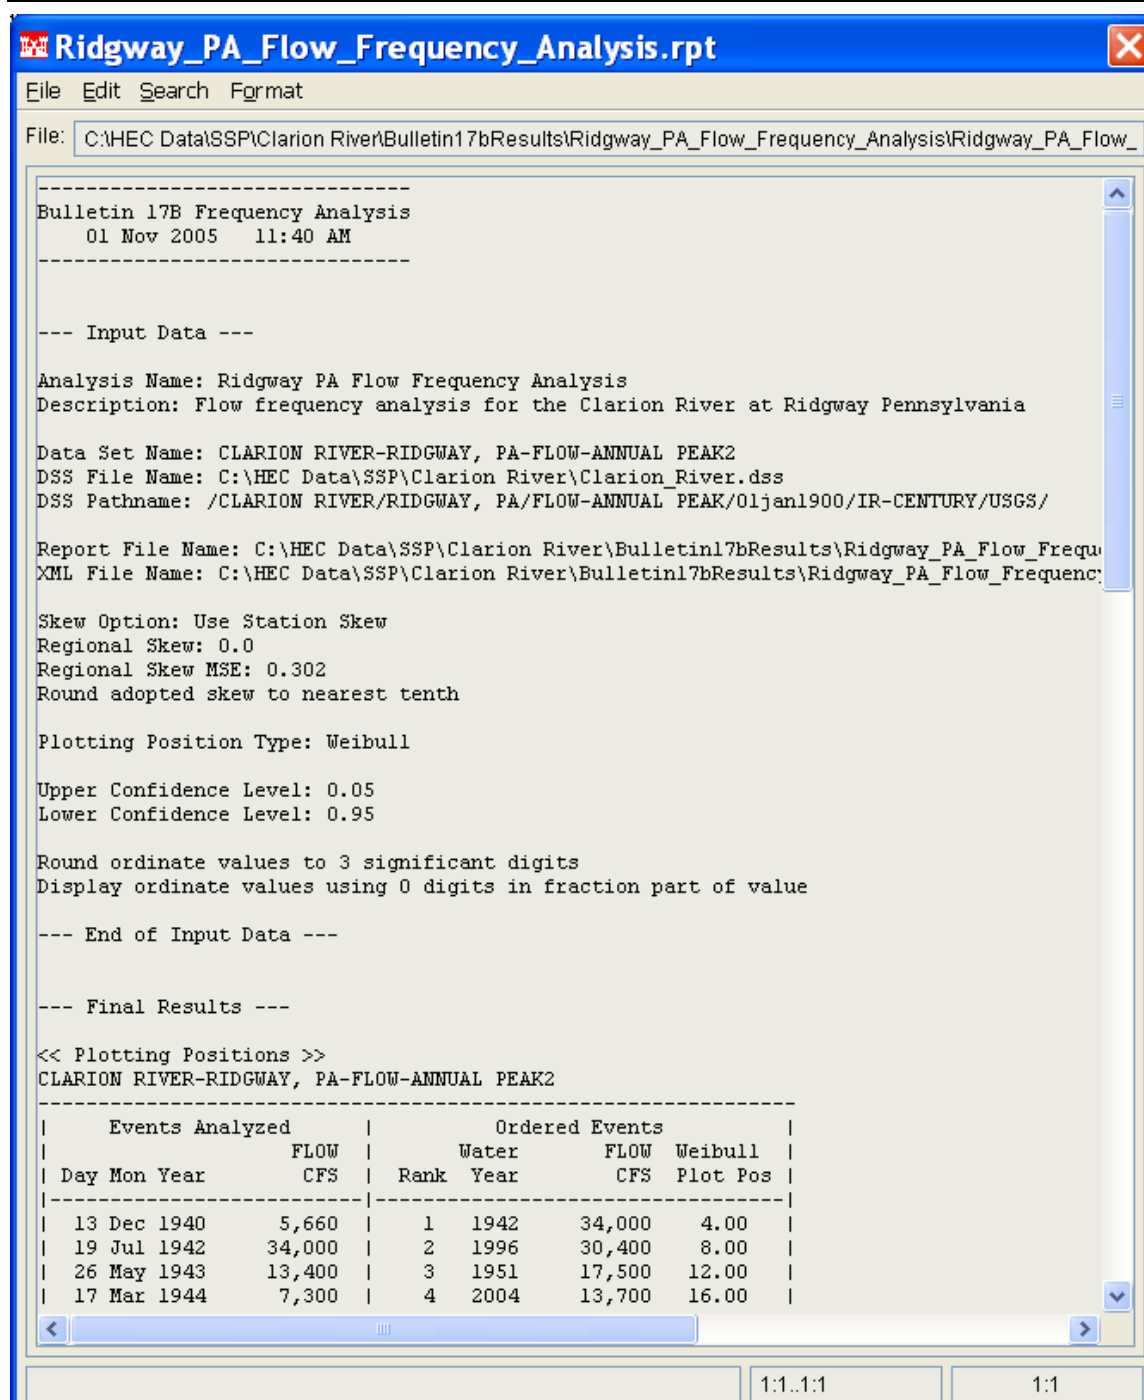 Ridgway_PA_Flow_Frequency_Analysis.rpt
File Edit Search Format
File: C:\HEC Data\SSP\Clarion River\Bulletin17bResults\Ridgway_PA_Flow_Frequency_Analysis\Ridgway_PA_Flow_
-------------------------------
Bulletin 17B Frequency Analysis
01 Nov 2005 11:40 AM
-------------------------------
--- Input Data ---
Analysis Name: Ridgway PA Flow Frequency Analysis
Description: Flow frequency analysis for the Clarion River at Ridgway Pennsylvania
Data Set Name: CLARION RIVER-RIDGWAY, PA-FLOW-ANNUAL PEAK2
DSS File Name: C:\HEC Data\SSP\Clarion River\Clarion_River.dss
DSS Pathname: /CLARION RIVER/RIDGWAY, PA/FLOW-ANNUAL PEAK/01jan1900/IR-CENTURY/USGS/
Report File Name: C:\HEC Data\SSP\Clarion River\Bulletin17bResults\Ridgway_PA_Flow_Frequ
XML File Name: C:\HEC Data\SSP\Clarion River\Bulletin17bResults\Ridgway_PA_Flow_Frequency
Skew Option: Use Station Skew
Regional Skew: 0.0
Regional Skew MSE: 0.302
Round adopted skew to nearest tenth
Plotting Position Type: Weibull
Upper Confidence Level: 0.05
Lower Confidence Level: 0.95
Round ordinate values to 3 significant digits
Display ordinate values using 0 digits in fraction part of value
--- End of Input Data ---
--- Final Results ---
<< Plotting Positions >>
CLARION RIVER-RIDGWAY, PA-FLOW-ANNUAL PEAK2
---------------------------------------------------------------
| Events Analyzed | Ordered Events |
| FLOW | Water FLOW Weibull |
| Day Mon Year CFS | Rank Year CFS Plot Pos |
|--------------------------|----------------------------------|
| 13 Dec 1940 5,660 | 1 1942 34,000 4.00 |
| 19 Jul 1942 34,000 | 2 1996 30,400 8.00 |
| 26 May 1943 13,400 | 3 1951 17,500 12.00 |
| 17 Mar 1944 7,300 | 4 2004 13,700 16.00 |
1:1..1:1 1:1